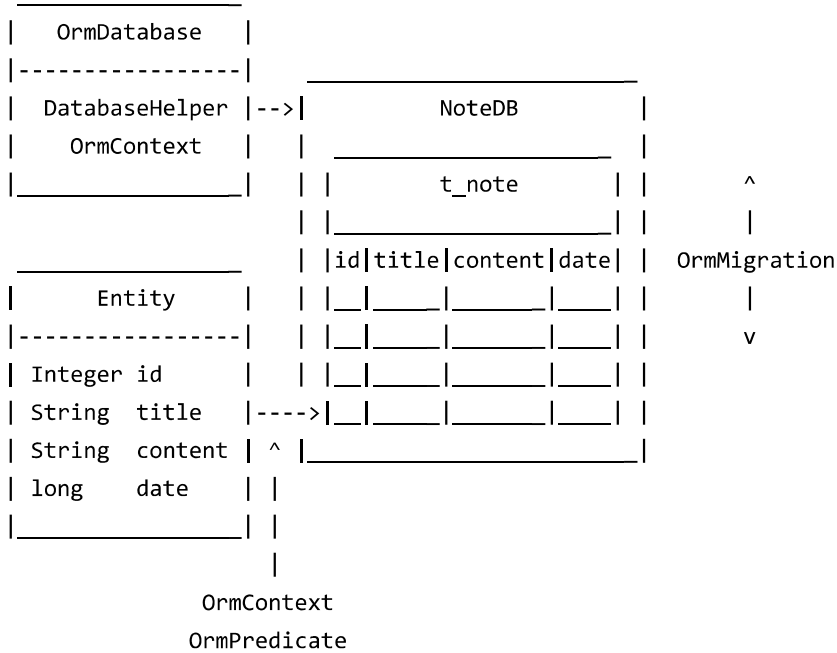 OrmDatabase
DatabaseHelper
OrmContext
NoteDB
t_note
id title content date
OrmMigration
Entity
Integer id
String title
String content
long date
OrmContext
OrmPredicate